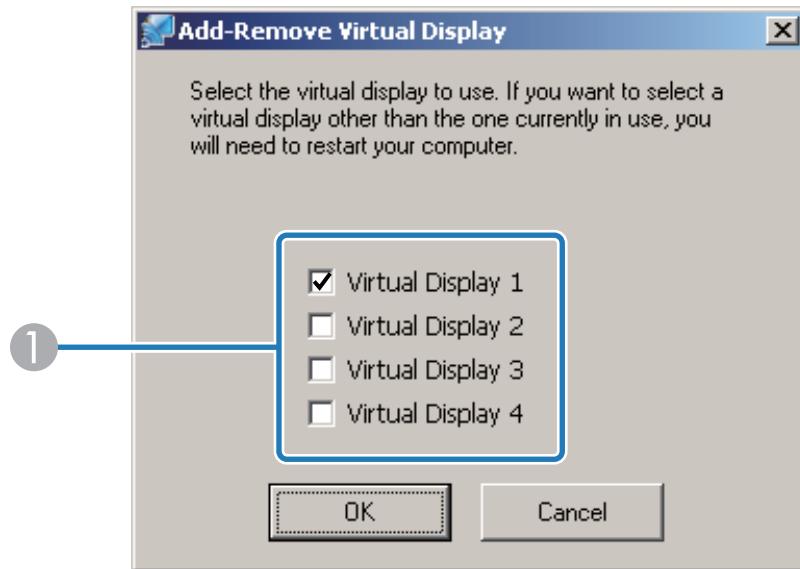 Add-Remove Virtual Display
Select the virtual display to use. If you want to select a
virtual display other than the one currently in use, you
will need to restart your computer.
Virtual Display 1
Virtual Display 2
1
Virtual Display 3
Virtual Display 4
OK Cancel